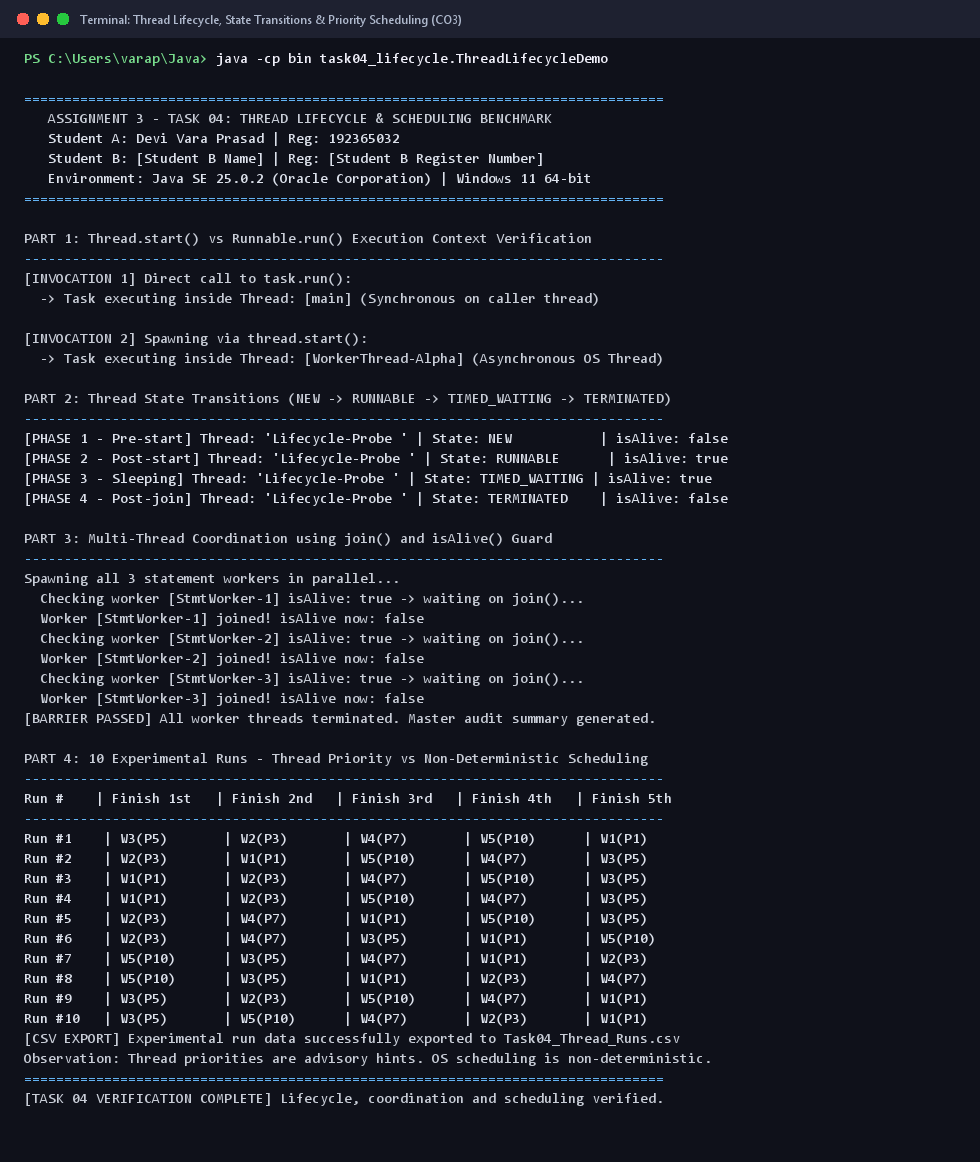 Terminal: Thread Lifecycle, State Transitions & Priority Scheduling (CO3)
PS C:\Users\varap\Java> java -cp bin task04_lifecycle.ThreadLifecycleDemo
================================================================================
   ASSIGNMENT 3 - TASK 04: THREAD LIFECYCLE & SCHEDULING BENCHMARK
   Student A: Devi Vara Prasad | Reg: 192365032
   Student B: [Student B Name] | Reg: [Student B Register Number]
   Environment: Java SE 25.0.2 (Oracle Corporation) | Windows 11 64-bit
================================================================================
PART 1: Thread.start() vs Runnable.run() Execution Context Verification
--------------------------------------------------------------------------------
[INVOCATION 1] Direct call to task.run():
  -> Task executing inside Thread: [main] (Synchronous on caller thread)
[INVOCATION 2] Spawning via thread.start():
  -> Task executing inside Thread: [WorkerThread-Alpha] (Asynchronous OS Thread)
PART 2: Thread State Transitions (NEW -> RUNNABLE -> TIMED_WAITING -> TERMINATED)
--------------------------------------------------------------------------------
[PHASE 1 - Pre-start] Thread: 'Lifecycle-Probe ' | State: NEW           | isAlive: false
[PHASE 2 - Post-start] Thread: 'Lifecycle-Probe ' | State: RUNNABLE      | isAlive: true
[PHASE 3 - Sleeping] Thread: 'Lifecycle-Probe ' | State: TIMED_WAITING | isAlive: true
[PHASE 4 - Post-join] Thread: 'Lifecycle-Probe ' | State: TERMINATED    | isAlive: false
PART 3: Multi-Thread Coordination using join() and isAlive() Guard
--------------------------------------------------------------------------------
Spawning all 3 statement workers in parallel...
  Checking worker [StmtWorker-1] isAlive: true -> waiting on join()...
  Worker [StmtWorker-1] joined! isAlive now: false
  Checking worker [StmtWorker-2] isAlive: true -> waiting on join()...
  Worker [StmtWorker-2] joined! isAlive now: false
  Checking worker [StmtWorker-3] isAlive: true -> waiting on join()...
  Worker [StmtWorker-3] joined! isAlive now: false
[BARRIER PASSED] All worker threads terminated. Master audit summary generated.
PART 4: 10 Experimental Runs - Thread Priority vs Non-Deterministic Scheduling
--------------------------------------------------------------------------------
Run #    | Finish 1st   | Finish 2nd   | Finish 3rd   | Finish 4th   | Finish 5th
--------------------------------------------------------------------------------
Run #1    | W3(P5)       | W2(P3)       | W4(P7)       | W5(P10)      | W1(P1)
Run #2    | W2(P3)       | W1(P1)       | W5(P10)      | W4(P7)       | W3(P5)
Run #3    | W1(P1)       | W2(P3)       | W4(P7)       | W5(P10)      | W3(P5)
Run #4    | W1(P1)       | W2(P3)       | W5(P10)      | W4(P7)       | W3(P5)
Run #5    | W2(P3)       | W4(P7)       | W1(P1)       | W5(P10)      | W3(P5)
Run #6    | W2(P3)       | W4(P7)       | W3(P5)       | W1(P1)       | W5(P10)
Run #7    | W5(P10)      | W3(P5)       | W4(P7)       | W1(P1)       | W2(P3)
Run #8    | W5(P10)      | W3(P5)       | W1(P1)       | W2(P3)       | W4(P7)
Run #9    | W3(P5)       | W2(P3)       | W5(P10)      | W4(P7)       | W1(P1)
Run #10   | W3(P5)       | W5(P10)      | W4(P7)       | W2(P3)       | W1(P1)
[CSV EXPORT] Experimental run data successfully exported to Task04_Thread_Runs.csv
Observation: Thread priorities are advisory hints. OS scheduling is non-deterministic.
================================================================================
[TASK 04 VERIFICATION COMPLETE] Lifecycle, coordination and scheduling verified.